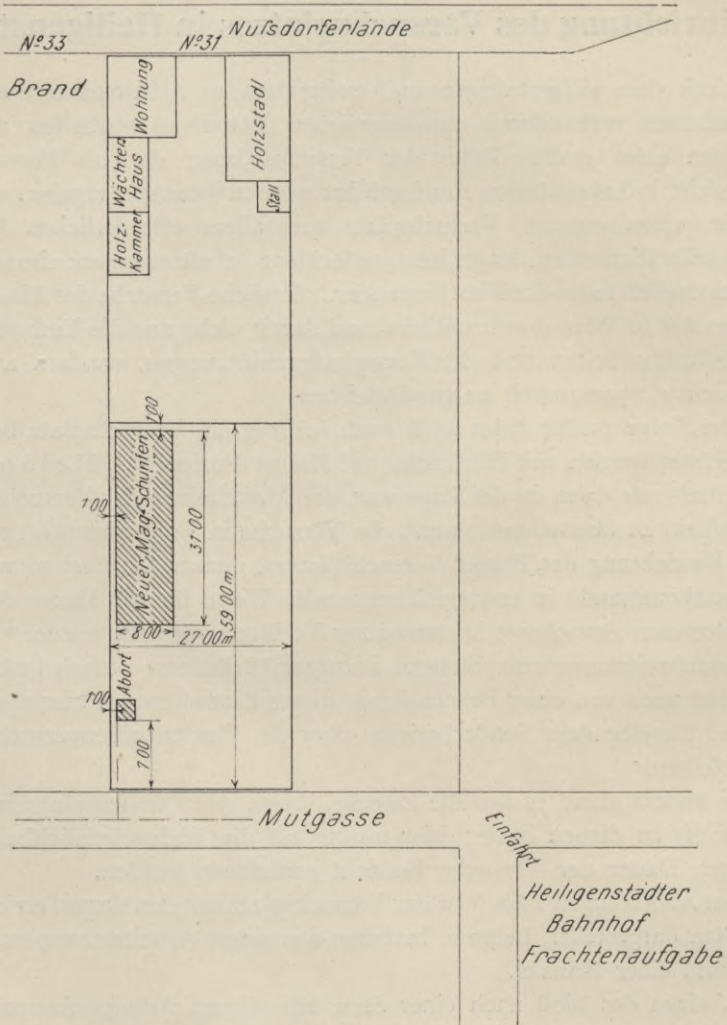 Nufsdorferlände
Nº33
Nº31
Brand
Wohnung
Wächter
Haus
Holz-
Kammer
Holzstadl
Stall
1·00
1·00
Neuer Mag·Schupfen
31·00
59·00 m
8·00
27·00 m
Abort
1·00
7·00
Mutgasse
Einfahrt
Heiligenstädter
Bahnhof
Frachtenaufgabe